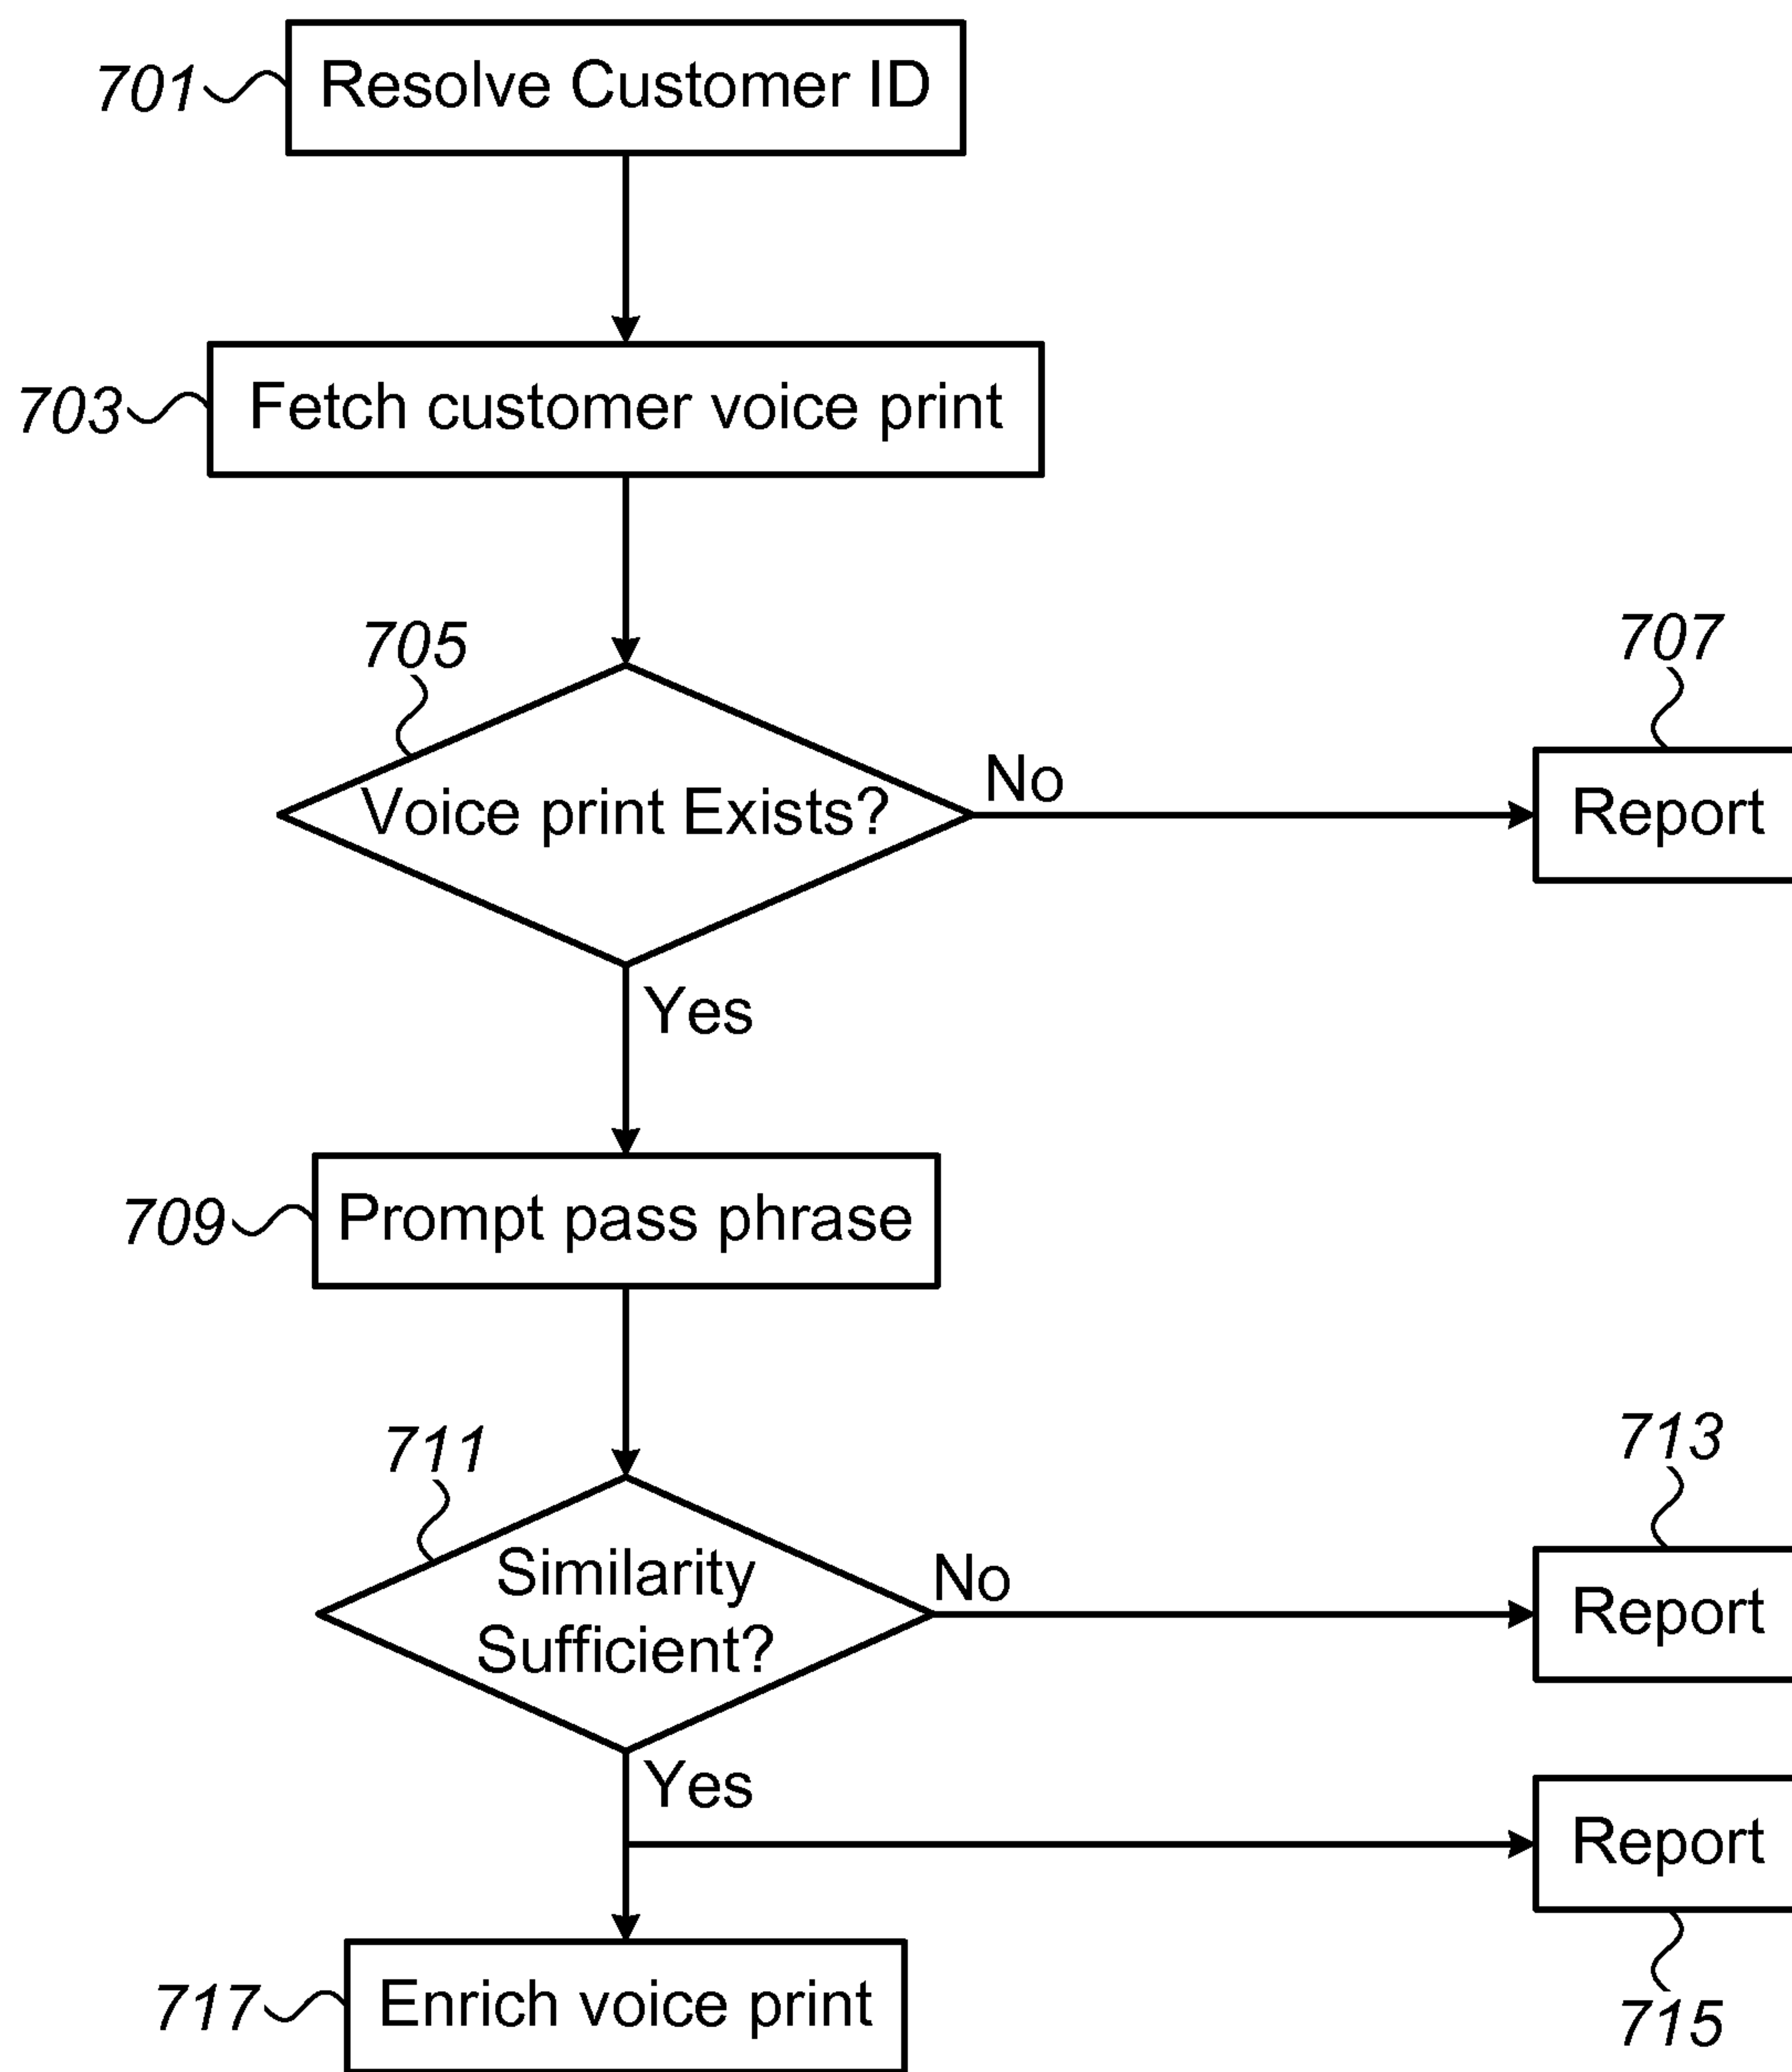 701
Resolve Customer ID
703
Fetch customer voice print
705
707
Voice print Exists?
No
Report
Yes
709
Prompt pass phrase
711
713
Similarity
Sufficient?
No
Report
Yes
Report
717
Enrich voice print
715